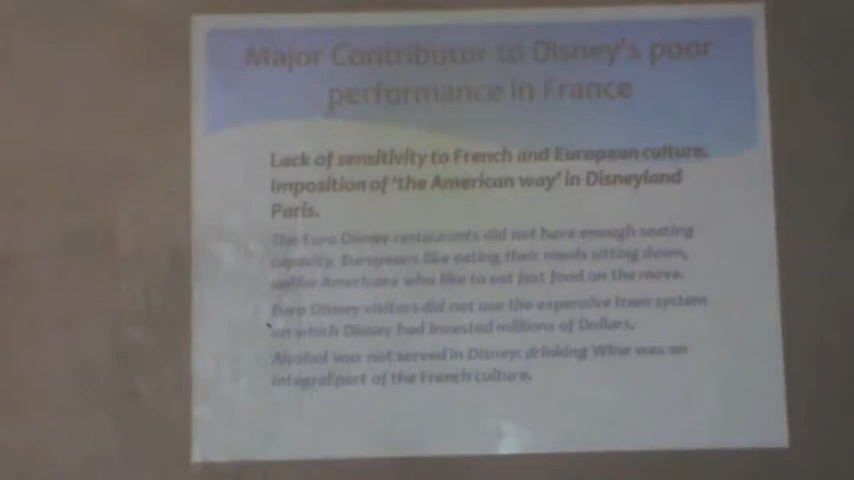 Major Contributor to Disney's poor
performance in France
Lack of sensitivity to French and European culture.
Imposition of 'the American way' in Disneyland
Paris.
The Euro Disney restaurants did not have enough seating
capacity. Europeans like eating their meals sitting down,
unlike Americans who like to eat fast food on the move.
Euro Disney visitors did not use the expensive tram system
on which Disney had invested millions of Dollars.
Alcohol was not served in Disney; drinking Wine was an
integral part of the French culture.